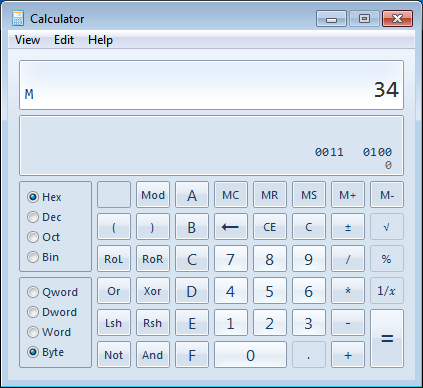 Calculator
View Edit Help
M 34
0011 0100
0
Hex Mod A MC MR MS M+ M-
Dec ( ) B ← CE C ± √
Oct
Bin RoL RoR C 7 8 9 / %
Qword Or Xor D 4 5 6 * 1/x
Dword
Word Lsh Rsh E 1 2 3 - =
Byte Not And F 0 . +